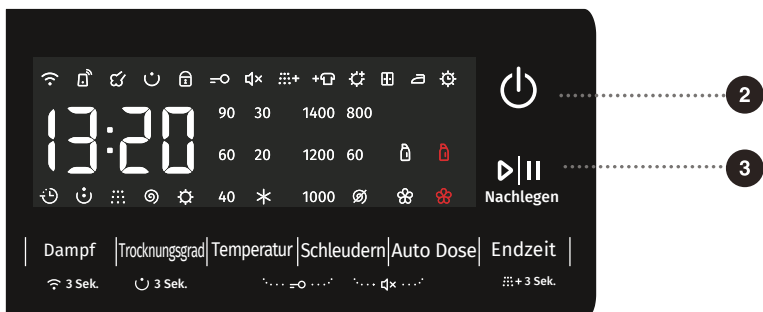 90 30 1400 800
13:20
60 20 1200 60
2
3
Nachlegen
40 1000
Dampf Trocknungsgrad Temperatur Schleudern Auto Dose Endzeit
3 Sek. 3 Sek. + 3 Sek.